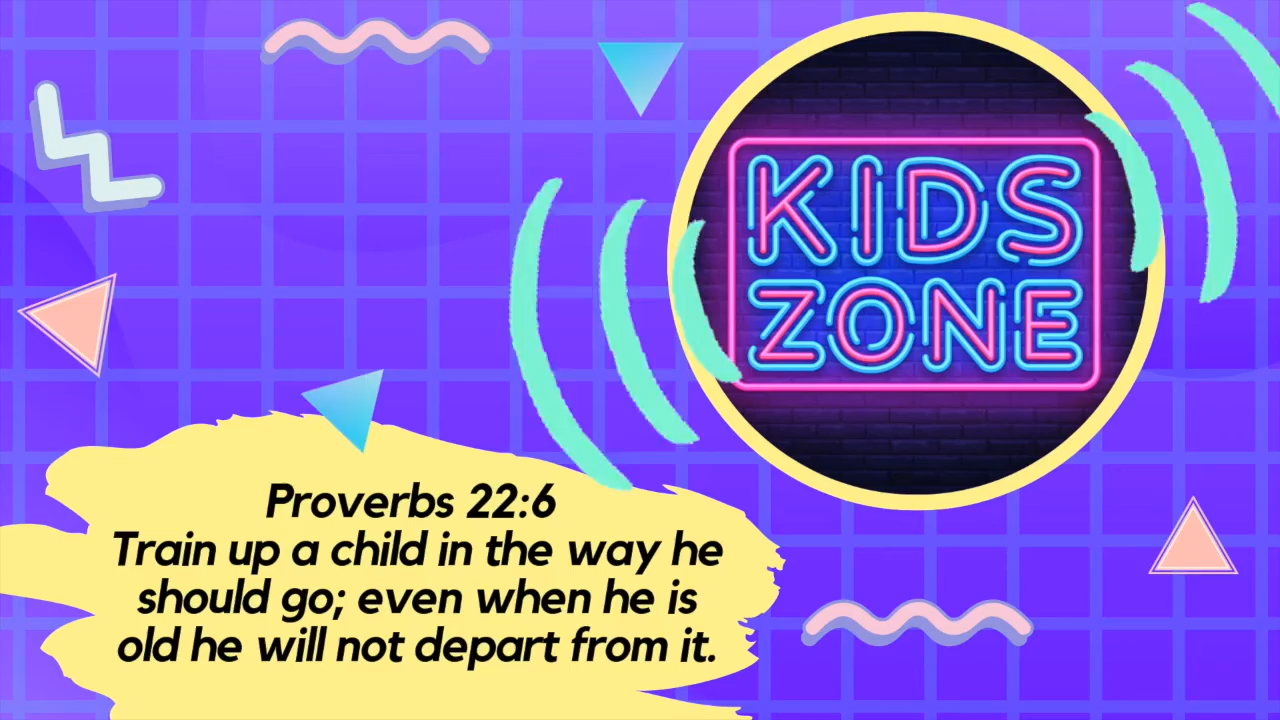 KIDS
ZONE
Proverbs 22:6
Train up a child in the way he
should go; even when he is
old he will not depart from it.